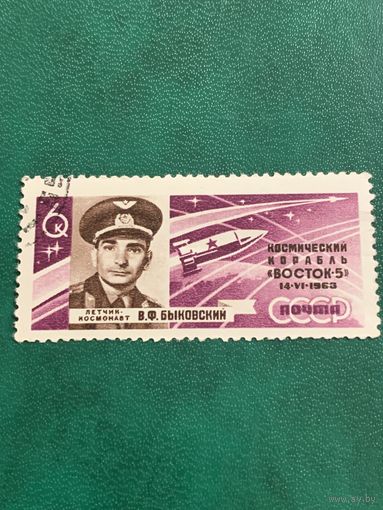 6 К
КОСМИЧЕСКИЙ
КОРАБЛЬ
«ВОСТОК-5»
14·VI·1963
ЛЕТЧИК-
КОСМОНАВТ
В.Ф. БЫКОВСКИЙ
ПОЧТА
СССР